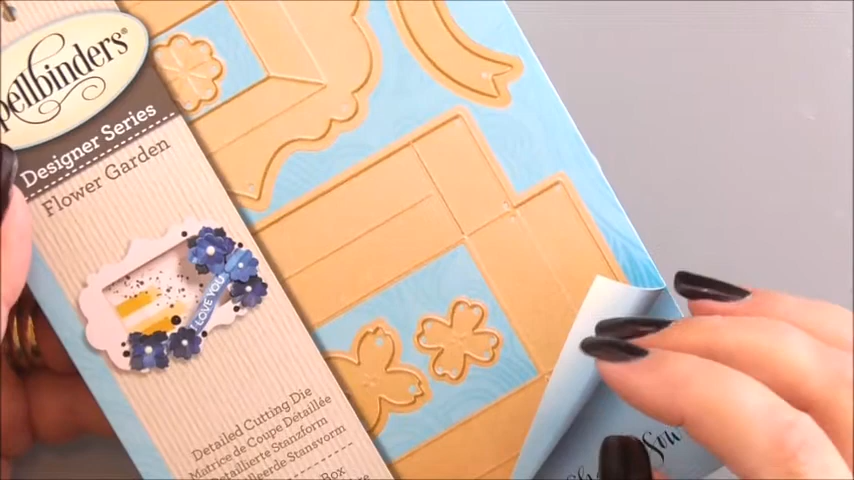 pellbinders®
Designer Series
Flower Garden
I LOVE YOU
Detailed Cutting Die
Matrice de Coupe Détaillée
Detaillierte Stanzform
Box